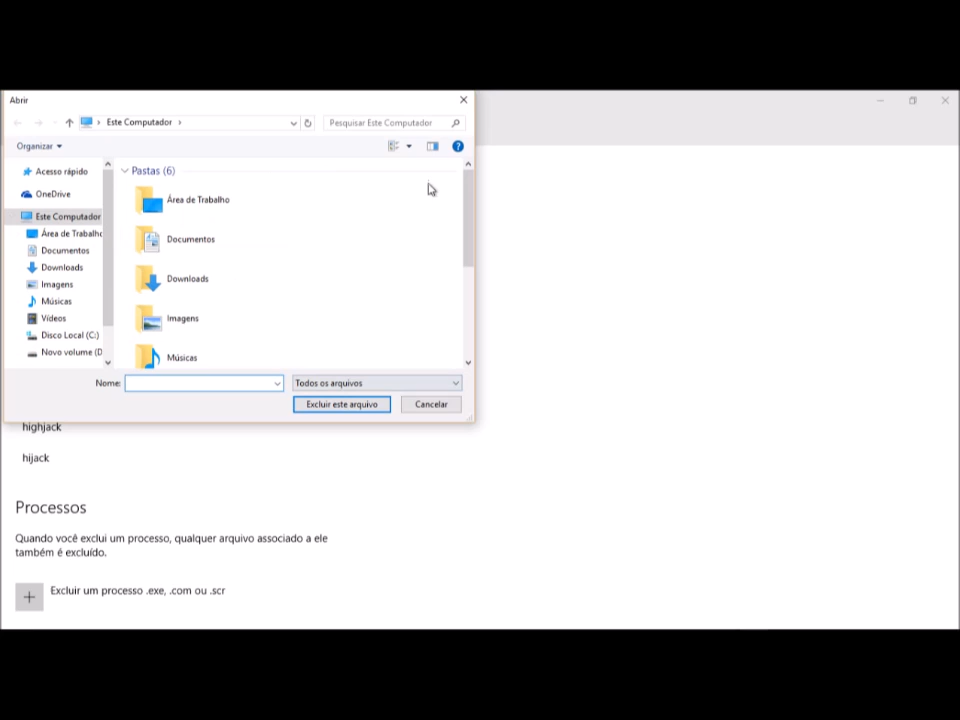 Abrir
Este Computador
Pesquisar Este Computador
Organizar
Acesso rápido
OneDrive
Este Computador
Área de Trabalho
Documentos
Downloads
Imagens
Músicas
Vídeos
Disco Local (C:)
Novo volume (D
Pastas (6)
Área de Trabalho
Documentos
Downloads
Imagens
Músicas
Nome:
Todos os arquivos
Excluir este arquivo
Cancelar
highjack
hijack
Processos
Quando você exclui um processo, qualquer arquivo associado a ele
também é excluído.
Excluir um processo .exe, .com ou .scr